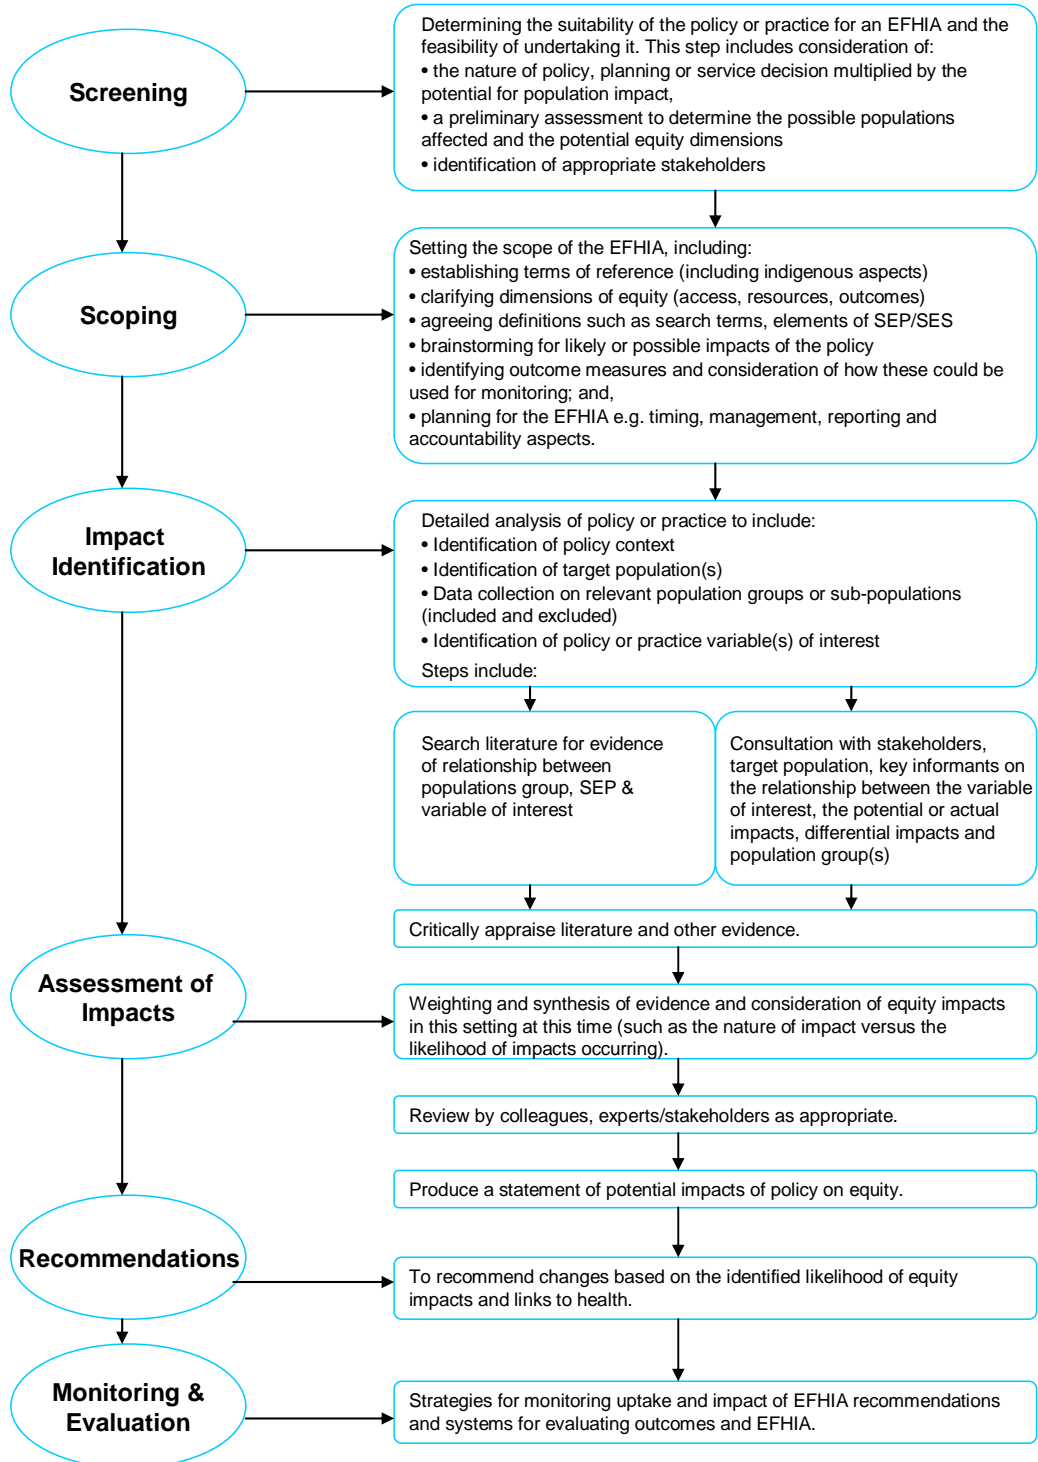 Screening
Determining the suitability of the policy or practice for an EFHIA and the
feasibility of undertaking it. This step includes consideration of:
• the nature of policy, planning or service decision multiplied by the
potential for population impact,
• a preliminary assessment to determine the possible populations
affected and the potential equity dimensions
• identification of appropriate stakeholders
Scoping
Setting the scope of the EFHIA, including:
• establishing terms of reference (including indigenous aspects)
• clarifying dimensions of equity (access, resources, outcomes)
• agreeing definitions such as search terms, elements of SEP/SES
• brainstorming for likely or possible impacts of the policy
• identifying outcome measures and consideration of how these could be
used for monitoring; and,
• planning for the EFHIA e.g. timing, management, reporting and
accountability aspects.
Impact
Identification
Detailed analysis of policy or practice to include:
• Identification of policy context
• Identification of target population(s)
• Data collection on relevant population groups or sub-populations
(included and excluded)
• Identification of policy or practice variable(s) of interest
Steps include:
Search literature for evidence
of relationship between
populations group, SEP &
variable of interest
Consultation with stakeholders,
target population, key informants on
the relationship between the variable
of interest, the potential or actual
impacts, differential impacts and
population group(s)
Critically appraise literature and other evidence.
Assessment of
Impacts
Weighting and synthesis of evidence and consideration of equity impacts
in this setting at this time (such as the nature of impact versus the
likelihood of impacts occurring).
Review by colleagues, experts/stakeholders as appropriate.
Produce a statement of potential impacts of policy on equity.
Recommendations
To recommend changes based on the identified likelihood of equity
impacts and links to health.
Monitoring &
Evaluation
Strategies for monitoring uptake and impact of EFHIA recommendations
and systems for evaluating outcomes and EFHIA.